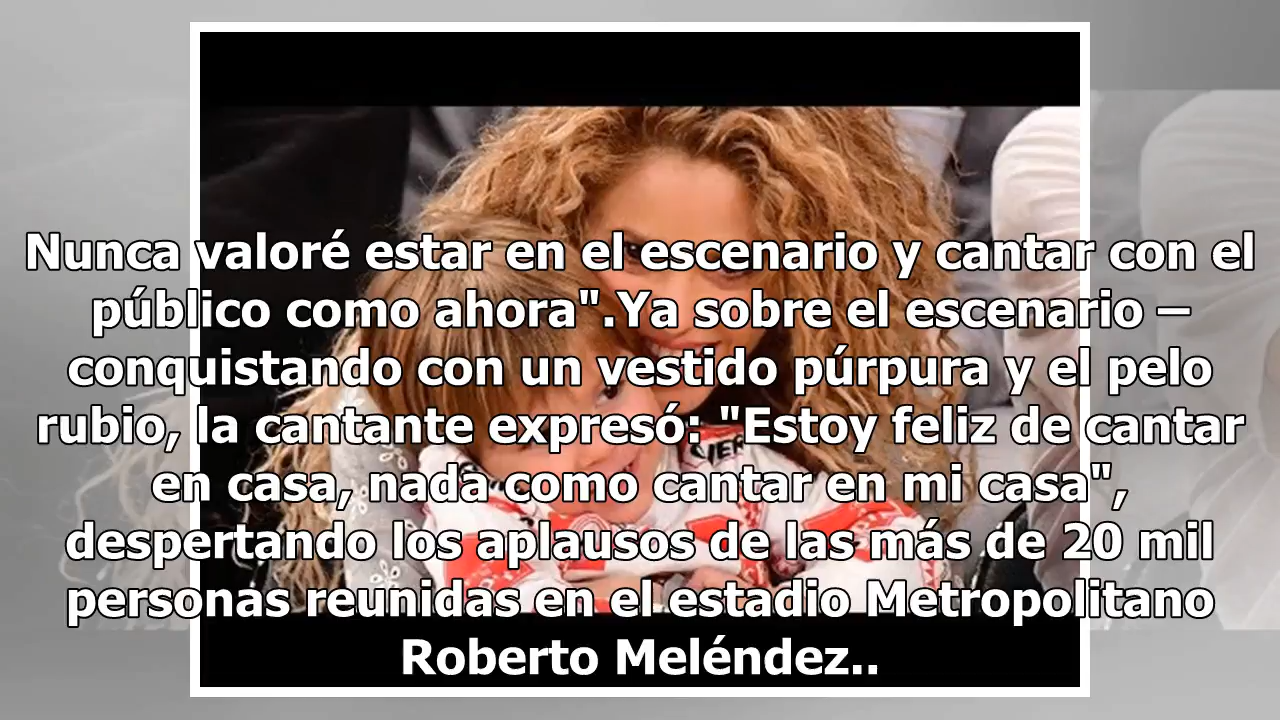 Nunca valoré estar en el escenario y cantar con el
público como ahora".Ya sobre el escenario –
conquistando con un vestido púrpura y el pelo
rubio, la cantante expresó: "Estoy feliz de cantar
en casa, nada como cantar en mi casa",
despertando los aplausos de las más de 20 mil
personas reunidas en el estadio Metropolitano
Roberto Meléndez..